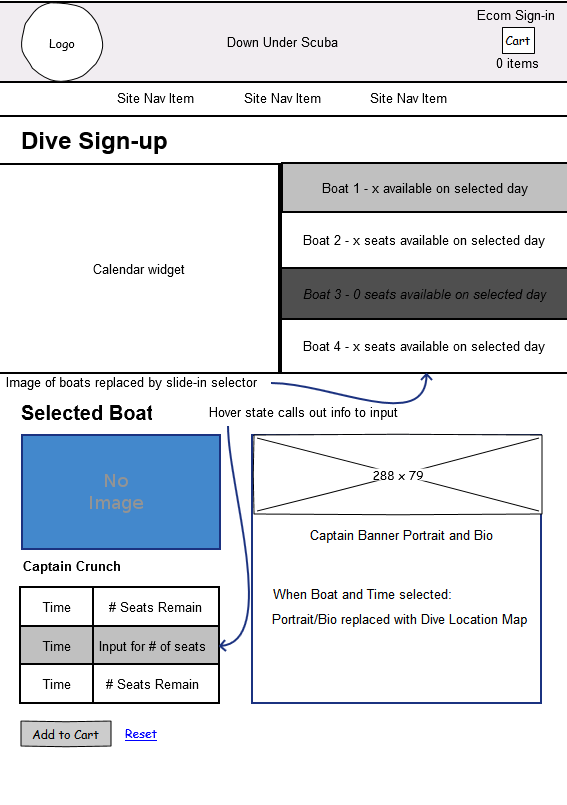 Ecom Sign-in
Logo
Down Under Scuba
Cart
0 items
Site Nav Item
Site Nav Item
Site Nav Item
Dive Sign-up
Calendar widget
Boat 1 - x available on selected day
Boat 2 - x seats available on selected day
Boat 3 - 0 seats available on selected day
Boat 4 - x seats available on selected day
Image of boats replaced by slide-in selector
Selected Boat
Hover state calls out info to input
No
Image
Captain Crunch
Time
# Seats Remain
Time
Input for # of seats
Time
# Seats Remain
288 x 79
Captain Banner Portrait and Bio
When Boat and Time selected:
Portrait/Bio replaced with Dive Location Map
Add to Cart
Reset